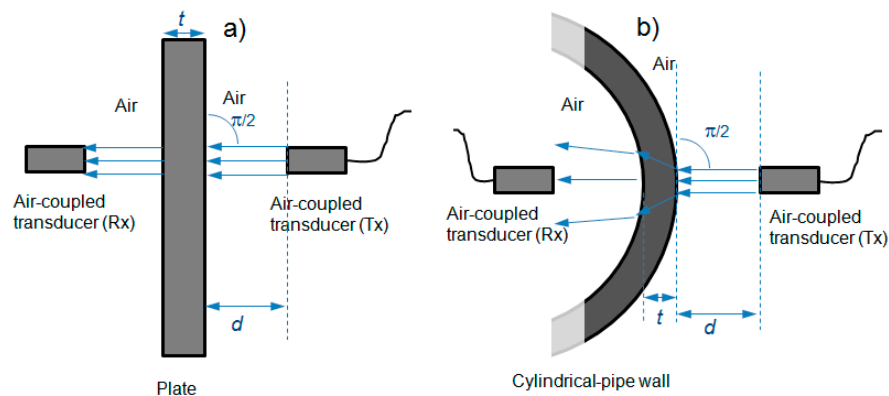 t
a)
Air
Air
π/2
Air-coupled
transducer (Rx)
Air-coupled
transducer (Tx)
d
Plate
b)
Air
Air
π/2
Air-coupled
transducer (Rx)
Air-coupled
transducer (Tx)
t
d
Cylindrical-pipe wall